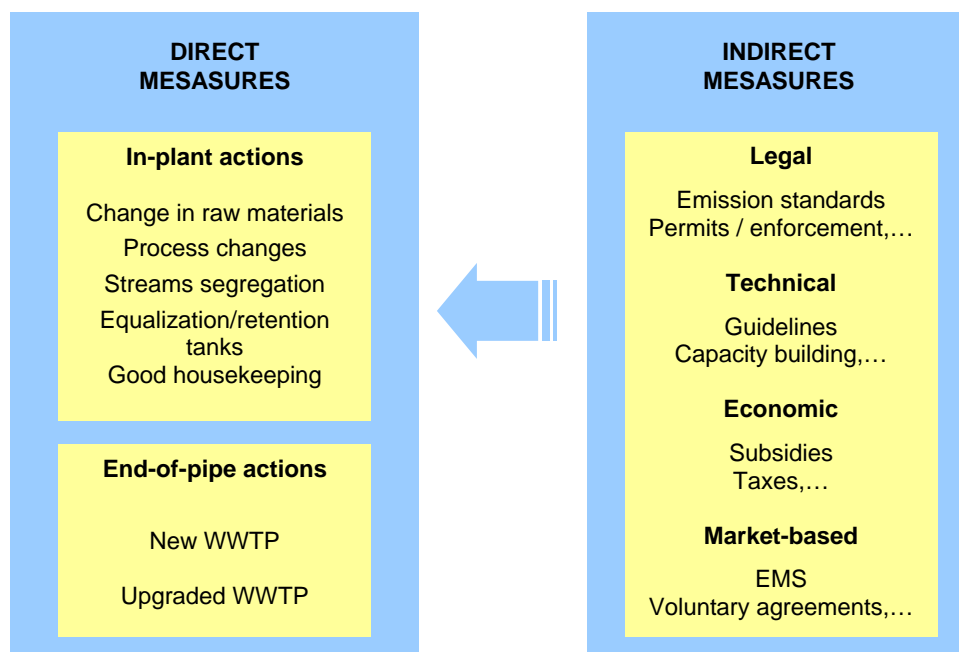 DIRECT
MESASURES
In-plant actions
Change in raw materials
Process changes
Streams segregation
Equalization/retention
tanks
Good housekeeping
End-of-pipe actions
New WWTP
Upgraded WWTP
INDIRECT
MESASURES
Legal
Emission standards
Permits / enforcement,…
Technical
Guidelines
Capacity building,…
Economic
Subsidies
Taxes,…
Market-based
EMS
Voluntary agreements,…